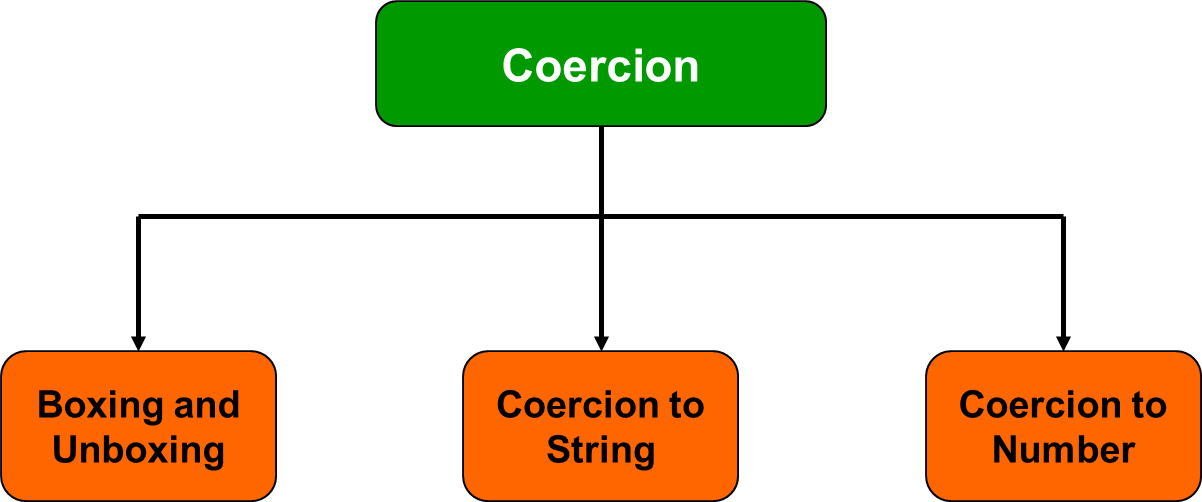 Coercion
Boxing and
Unboxing
Coercion to
String
Coercion to
Number